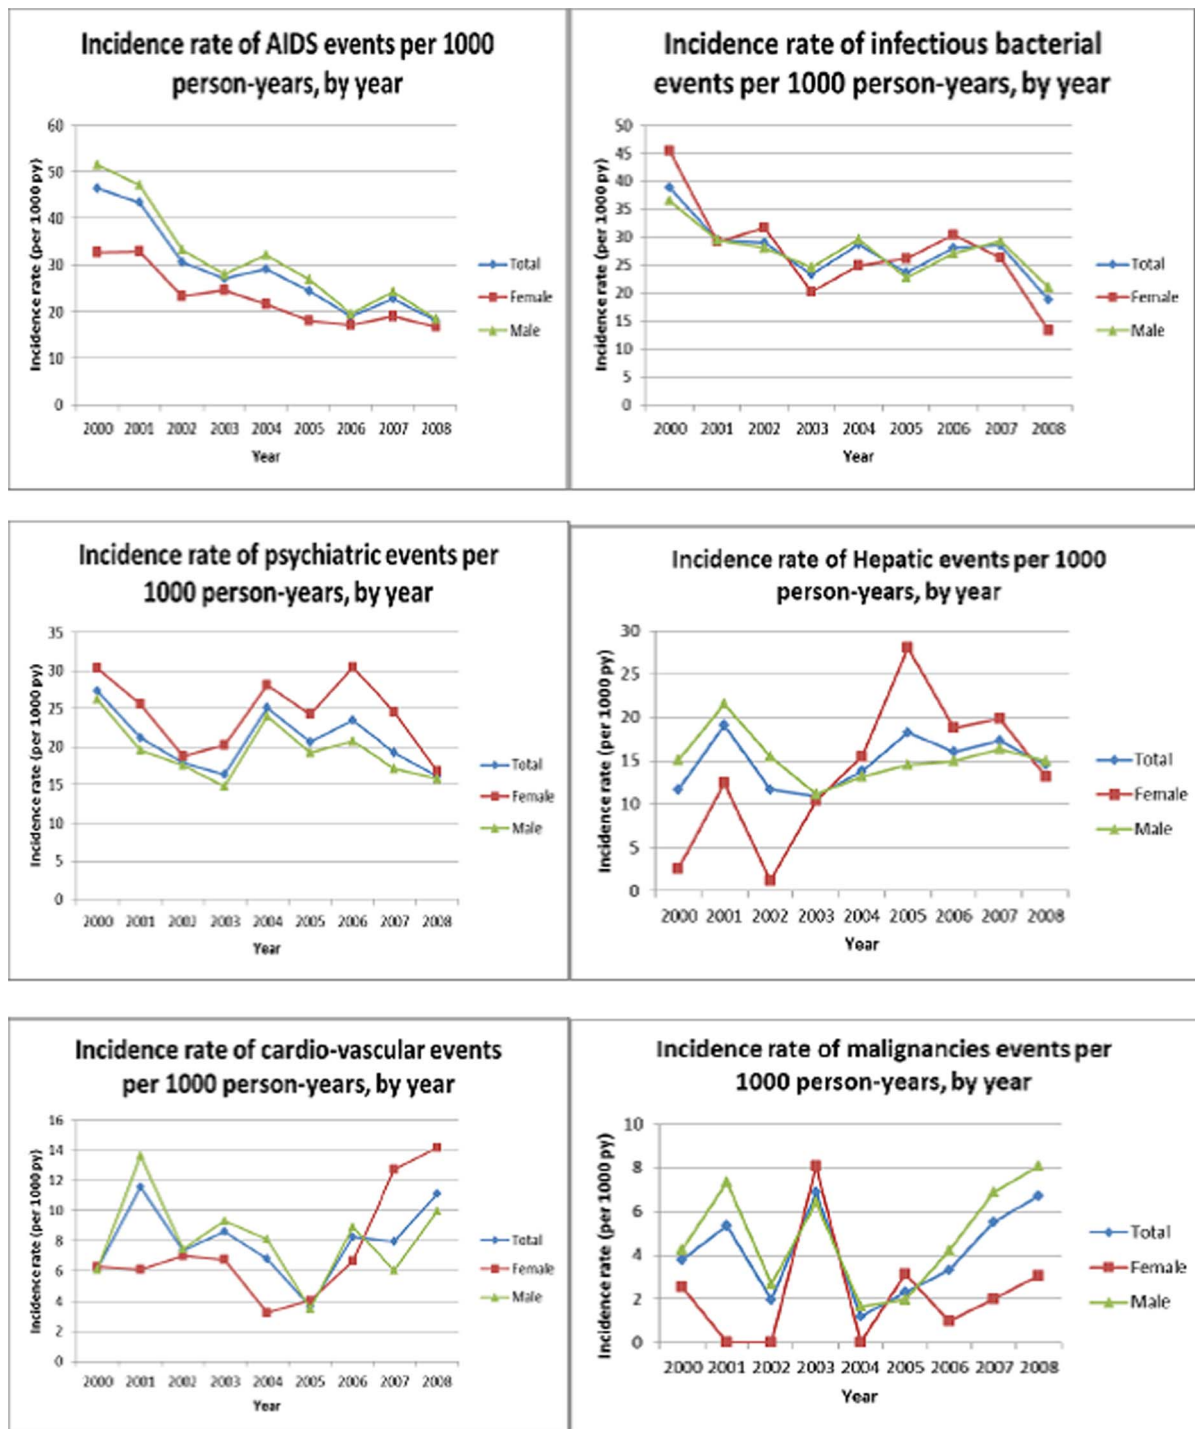 Incidence rate of AIDS events per 1000
person-years, by year
Incidence rate (per 1000 py)
60
50
40
30
20
10
0
2000 2001 2002 2003 2004 2005 2006 2007 2008
Year
Total
Female
Male
Incidence rate of infectious bacterial
events per 1000 person-years, by year
Incidence rate (per 1000 py)
50
45
40
35
30
25
20
15
10
5
0
2000 2001 2002 2003 2004 2005 2006 2007 2008
Year
Total
Female
Male
Incidence rate of psychiatric events per
1000 person-years, by year
Incidence rate (per 1000 py)
35
30
25
20
15
10
5
0
2000 2001 2002 2003 2004 2005 2006 2007 2008
Year
Total
Female
Male
Incidence rate of Hepatic events per 1000
person-years, by year
Incidence rate (per 1000 py)
30
25
20
15
10
5
0
2000 2001 2002 2003 2004 2005 2006 2007 2008
Year
Total
Female
Male
Incidence rate of cardio-vascular events
per 1000 person-years, by year
Incidence rate (per 1000 py)
16
14
12
10
8
6
4
2
0
2000 2001 2002 2003 2004 2005 2006 2007 2008
Year
Total
Female
Male
Incidence rate of malignancies events per
1000 person-years, by year
Incidence rate (per 1000 py)
10
8
6
4
2
0
2000 2001 2002 2003 2004 2005 2006 2007 2008
Year
Total
Female
Male